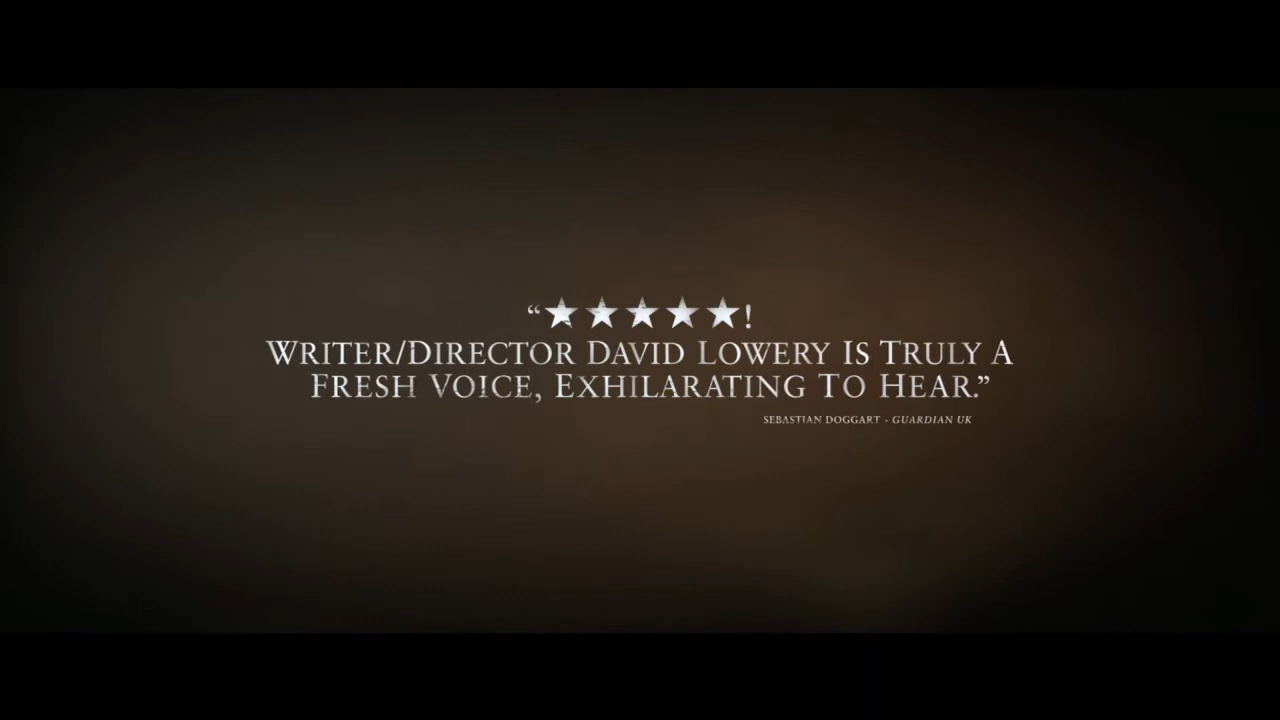 “★★★★★!
WRITER/DIRECTOR DAVID LOWERY IS TRULY A
FRESH VOICE, EXHILARATING TO HEAR.”
SEBASTIAN DOGGART - GUARDIAN UK